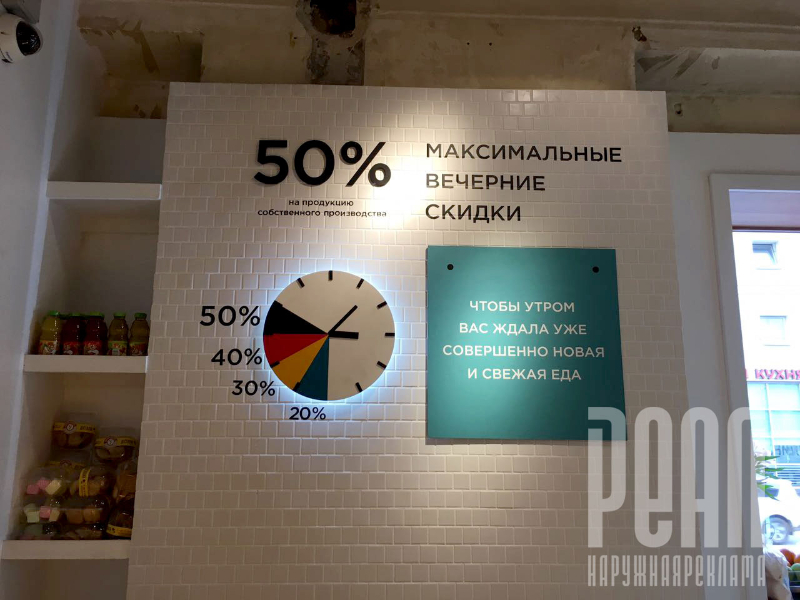 50%
на продукцию
собственного производства
МАКСИМАЛЬНЫЕ
ВЕЧЕРНИЕ
СКИДКИ
50%
40%
30%
20%
ЧТОБЫ УТРОМ
ВАС ЖДАЛА УЖЕ
СОВЕРШЕННО НОВАЯ
И СВЕЖАЯ ЕДА
КУХНИ
РЕАЛ
НАРУЖНАЯРЕКЛАМА